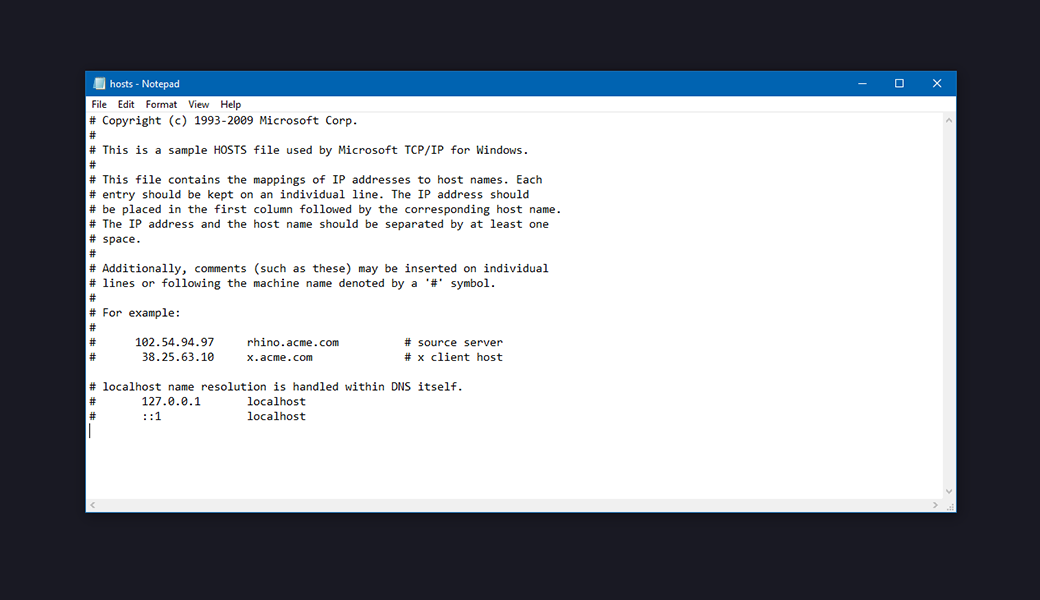 hosts - Notepad
File Edit Format View Help
# Copyright (c) 1993-2009 Microsoft Corp.
#
# This is a sample HOSTS file used by Microsoft TCP/IP for Windows.
#
# This file contains the mappings of IP addresses to host names. Each
# entry should be kept on an individual line. The IP address should
# be placed in the first column followed by the corresponding host name.
# The IP address and the host name should be separated by at least one
# space.
#
# Additionally, comments (such as these) may be inserted on individual
# lines or following the machine name denoted by a '#' symbol.
#
# For example:
#
#      102.54.94.97     rhino.acme.com          # source server
#       38.25.63.10     x.acme.com              # x client host

# localhost name resolution is handled within DNS itself.
#       127.0.0.1       localhost
#       ::1             localhost